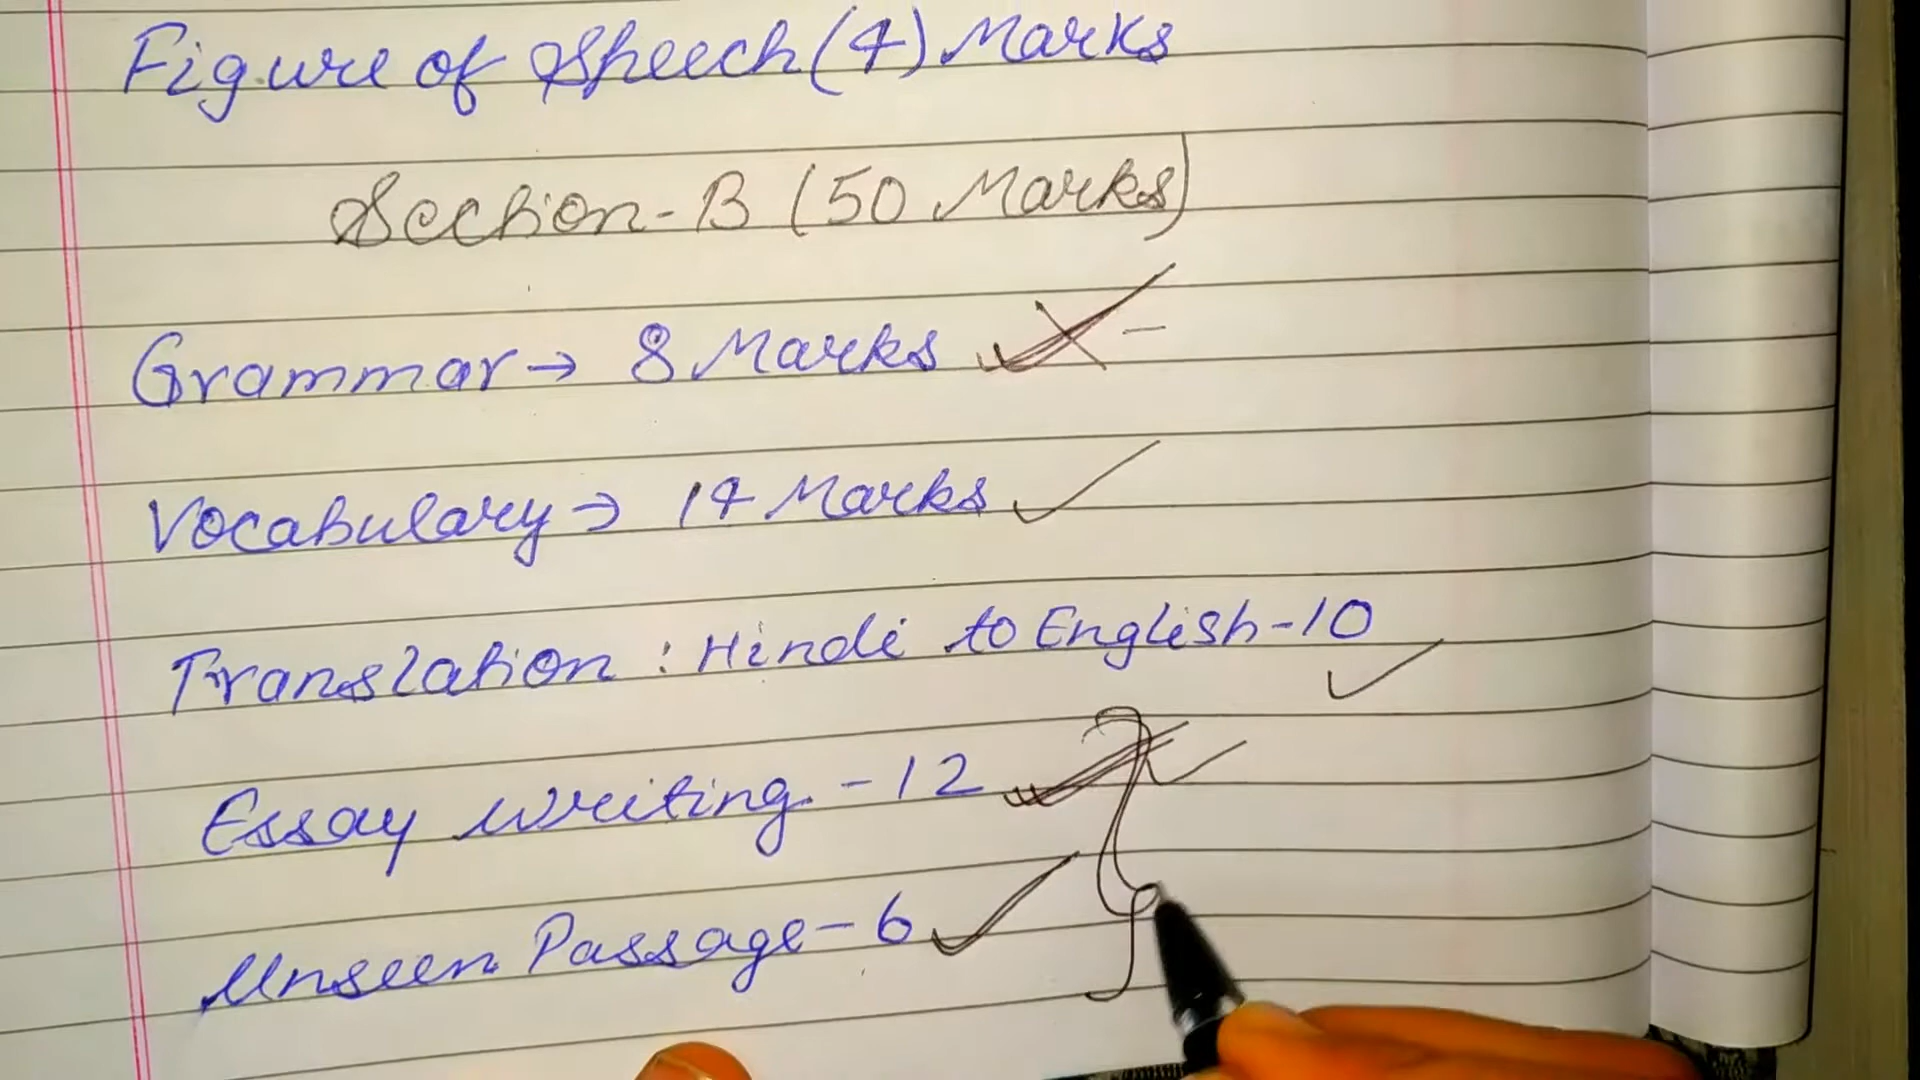 Figure of Speech (4) Marks
Section-B (50 Marks)
Grammar → 8 Marks
Vocabulary → 14 Marks
Translation : Hindi to English-10
Essay writing. -12
Unseen Passage-6